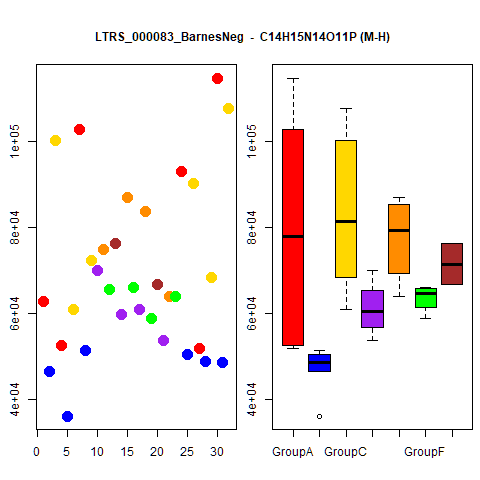 LTRS_000083_BarnesNeg - C14H15N14O11P (M-H)
1e+05
8e+04
6e+04
4e+04
0 5 10 15 20 25 30
1e+05
8e+04
6e+04
4e+04
GroupA GroupC GroupF